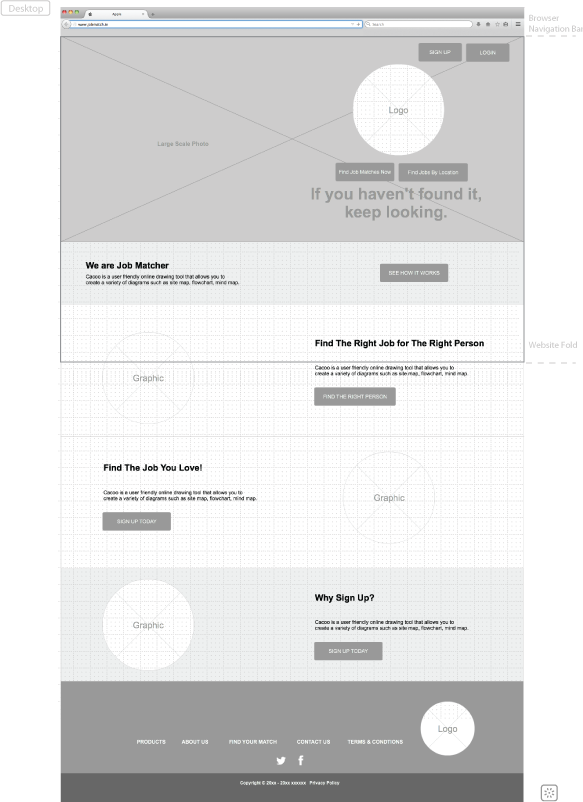 Desktop
Apple
www.jobmatch.in
Search
Browser
Navigation Bar
SIGN UP
LOGIN
Logo
Large Scale Photo
Find Job Matches Now
Find Jobs By Location
If you haven't found it,
keep looking.
We are Job Matcher
Cacoo is a user friendly online drawing tool that allows you to
create a variety of diagrams such as site map, flowchart, mind map.
SEE HOW IT WORKS
Website Fold
Graphic
Find The Right Job for The Right Person
Cacoo is a user friendly online drawing tool that allows you to
create a variety of diagrams such as site map, flowchart, mind map.
FIND THE RIGHT PERSON
Find The Job You Love!
Cacoo is a user friendly online drawing tool that allows you to
create a variety of diagrams such as site map, flowchart, mind map.
SIGN UP TODAY
Graphic
Graphic
Why Sign Up?
Cacoo is a user friendly online drawing tool that allows you to
create a variety of diagrams such as site map, flowchart, mind map.
SIGN UP TODAY
Logo
PRODUCTS ABOUT US FIND YOUR MATCH CONTACT US TERMS & CONDTIONS
Copyright © 20xx - 20xx xxxxxx Privacy Policy